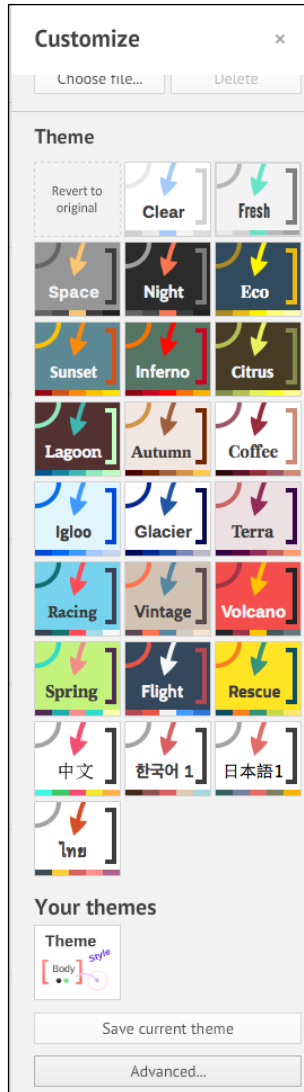 Customize ×
Choose file... Delete
Theme
Revert to
original
Clear
Fresh
Space
Night
Eco
Sunset
Inferno
Citrus
Lagoon
Autumn
Coffee
Igloo
Glacier
Terra
Racing
Vintage
Volcano
Spring
Flight
Rescue
中文
한국어 1
日本語1
ไทย
Your themes
Theme
Style
Body
Save current theme
Advanced...